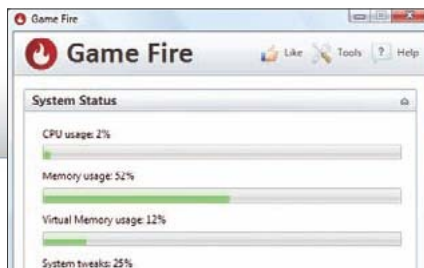 Game Fire
Game Fire
Like Tools ? Help
System Status
CPU usage: 2%
Memory usage: 52%
Virtual Memory usage: 12%
System tweaks: 25%